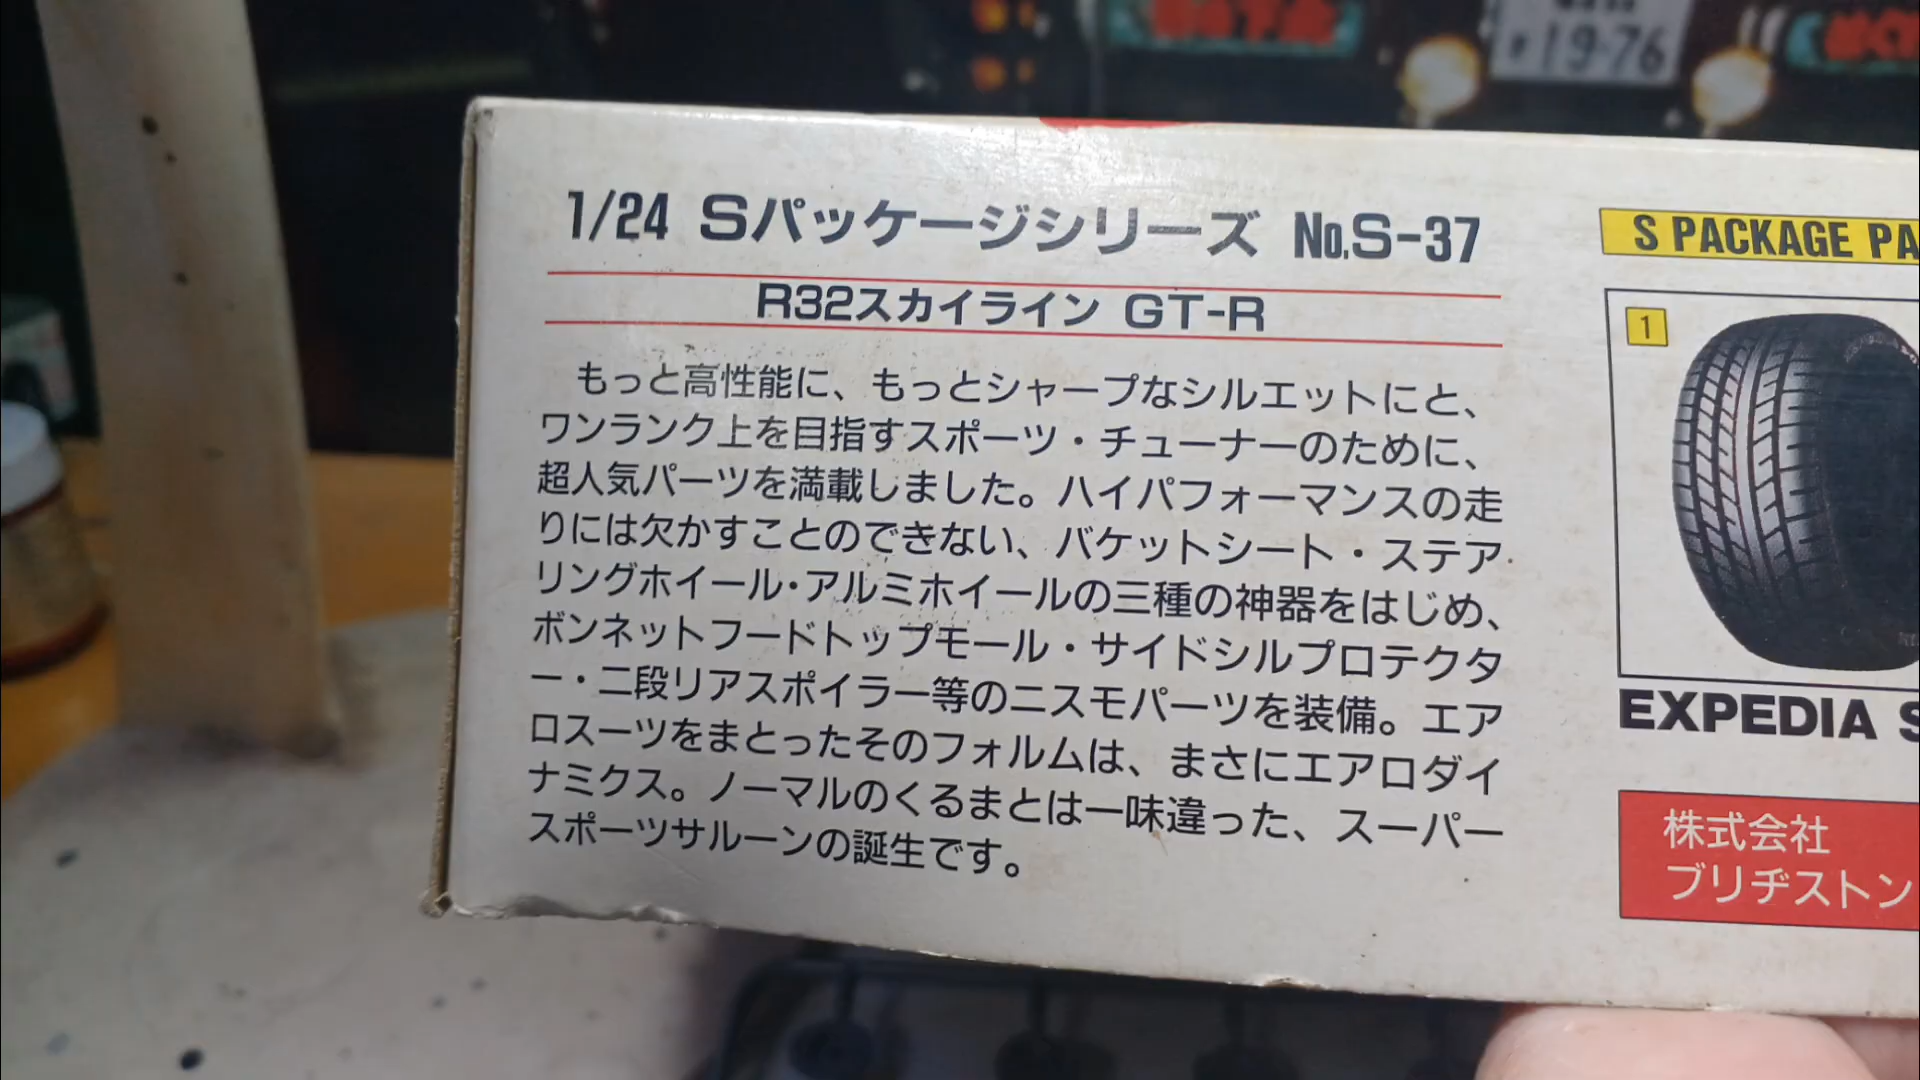 19-76
1/24 Sパッケージシリーズ No.S-37
R32スカイライン GT-R
もっと高性能に、もっとシャープなシルエットにと、
ワンランク上を目指すスポーツ・チューナーのために、
超人気パーツを満載しました。ハイパフォーマンスの走
りには欠かすことのできない、バケットシート・ステア
リングホイール・アルミホイールの三種の神器をはじめ、
ボンネットフードトップモール・サイドシルプロテクタ
ー・二段リアスポイラー等のニスモパーツを装備。エア
ロスーツをまとったそのフォルムは、まさにエアロダイ
ナミクス。ノーマルのくるまとは一味違った、スーパー
スポーツサルーンの誕生です。
S PACKAGE PA
1
EXPEDIA S
株式会社
ブリヂストン